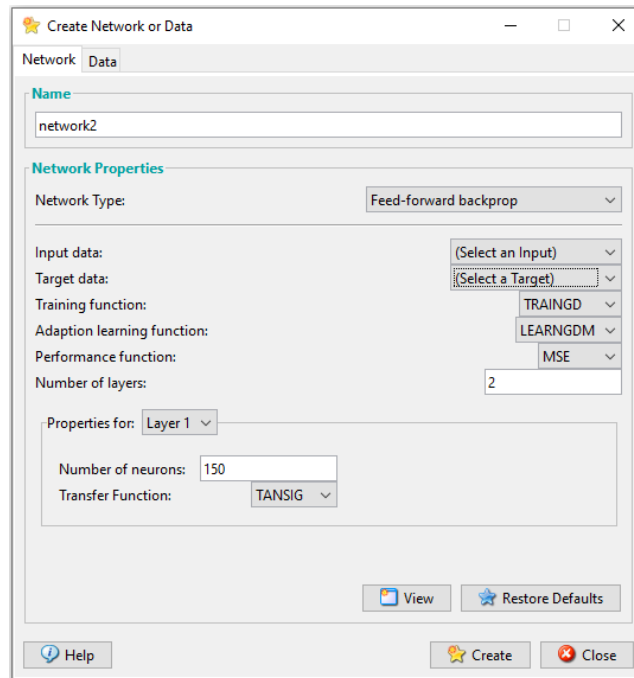 Create Network or Data
Network Data
Name
network2
Network Properties
Network Type: Feed-forward backprop
Input data: (Select an Input)
Target data: (Select a Target)
Training function: TRAINGD
Adaption learning function: LEARNGDM
Performance function: MSE
Number of layers: 2
Properties for: Layer 1
Number of neurons: 150
Transfer Function: TANSIG
View Restore Defaults
Help Create Close